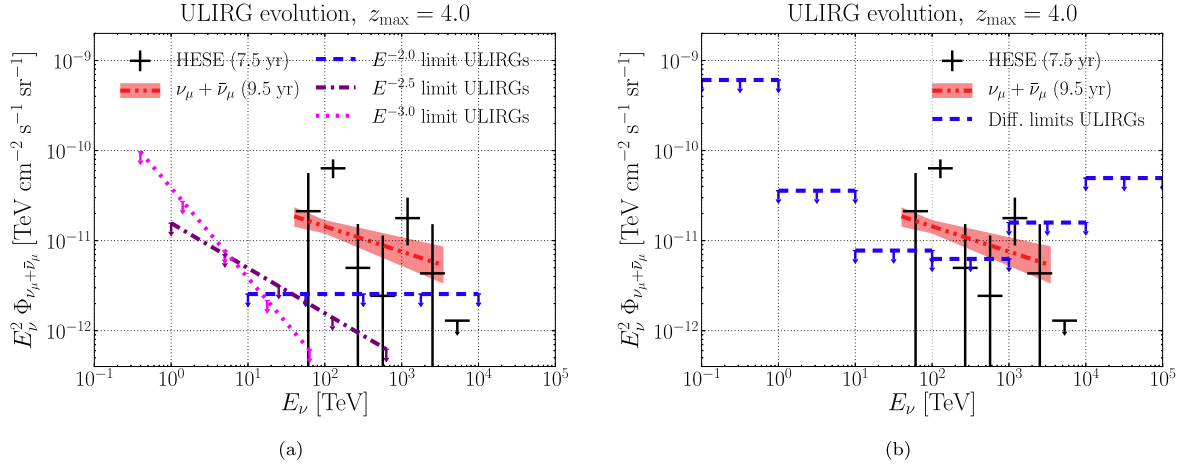 ULIRG evolution, z_max = 4.0
HESE (7.5 yr)
ν_μ + ν̄_μ (9.5 yr)
E^−2.0 limit ULIRGs
E^−2.5 limit ULIRGs
E^−3.0 limit ULIRGs
E_ν^2 Φ_{ν_μ+ν̄_μ} [TeV cm^−2 s^−1 sr^−1]
10^−9
10^−10
10^−11
10^−12
10^−1 10^0 10^1 10^2 10^3 10^4 10^5
E_ν [TeV]
(a)
ULIRG evolution, z_max = 4.0
HESE (7.5 yr)
ν_μ + ν̄_μ (9.5 yr)
Diff. limits ULIRGs
E_ν^2 Φ_{ν_μ+ν̄_μ} [TeV cm^−2 s^−1 sr^−1]
10^−9
10^−10
10^−11
10^−12
10^−1 10^0 10^1 10^2 10^3 10^4 10^5
E_ν [TeV]
(b)